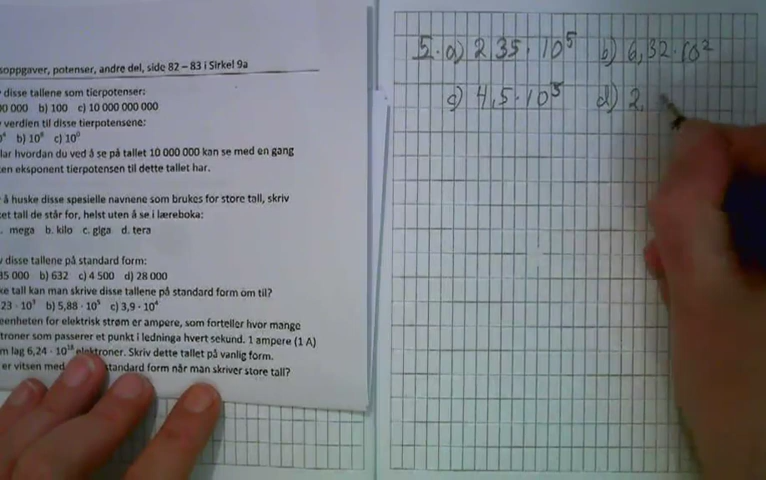 soppgaver, potenser, andre del, side 82 – 83 i Sirkel 9a
disse tallene som tierpotenser:
00 000 b) 100 c) 10 000 000 000
verdien til disse tierpotensene:
b) 10⁸ c) 10⁰
lar hvordan du ved å se på tallet 10 000 000 kan se med en gang
en eksponent tierpotensen til dette tallet har.
å huske disse spesielle navnene som brukes for store tall, skriv
et tall de står for, helst uten å se i læreboka:
. mega b. kilo c. giga d. tera
disse tallene på standard form:
35 000 b) 632 c) 4 500 d) 28 000
ke tall kan man skrive disse tallene på standard form om til?
23 · 10³ b) 5,88 · 10⁵ c) 3,9 · 10⁴
eenheten for elektrisk strøm er ampere, som forteller hvor mange
troner som passerer et punkt i ledninga hvert sekund. 1 ampere (1 A)
m lag 6,24 · 10¹⁸ elektroner. Skriv dette tallet på vanlig form.
er vitsen med standard form når man skriver store tall?
5. a) 2,35 · 10⁵ b) 6,32 · 10²
c) 4,5 · 10³ d) 2,